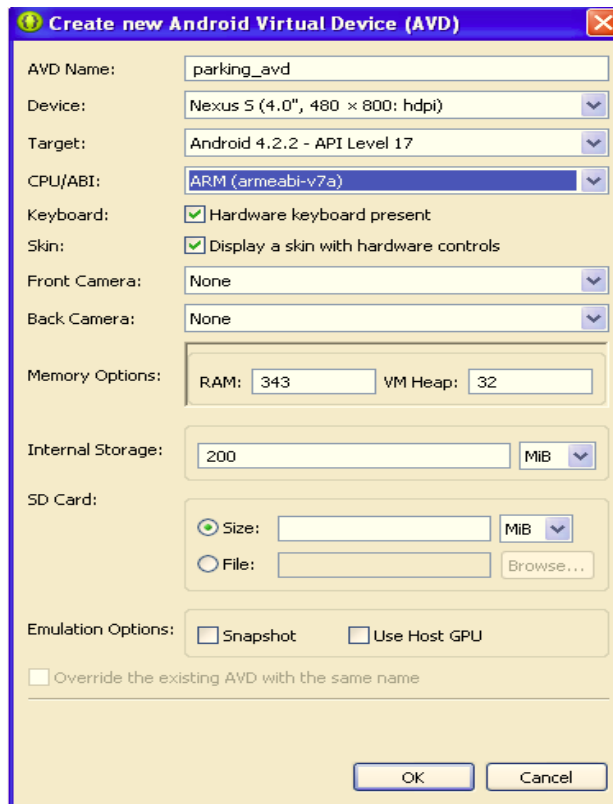 Create new Android Virtual Device (AVD)
AVD Name: parking_avd
Device: Nexus S (4.0", 480 × 800: hdpi)
Target: Android 4.2.2 - API Level 17
CPU/ABI: ARM (armeabi-v7a)
Keyboard: Hardware keyboard present
Skin: Display a skin with hardware controls
Front Camera: None
Back Camera: None
Memory Options: RAM: 343 VM Heap: 32
Internal Storage: 200 MiB
SD Card:
Size: MiB
File: Browse...
Emulation Options: Snapshot Use Host GPU
Override the existing AVD with the same name
OK Cancel